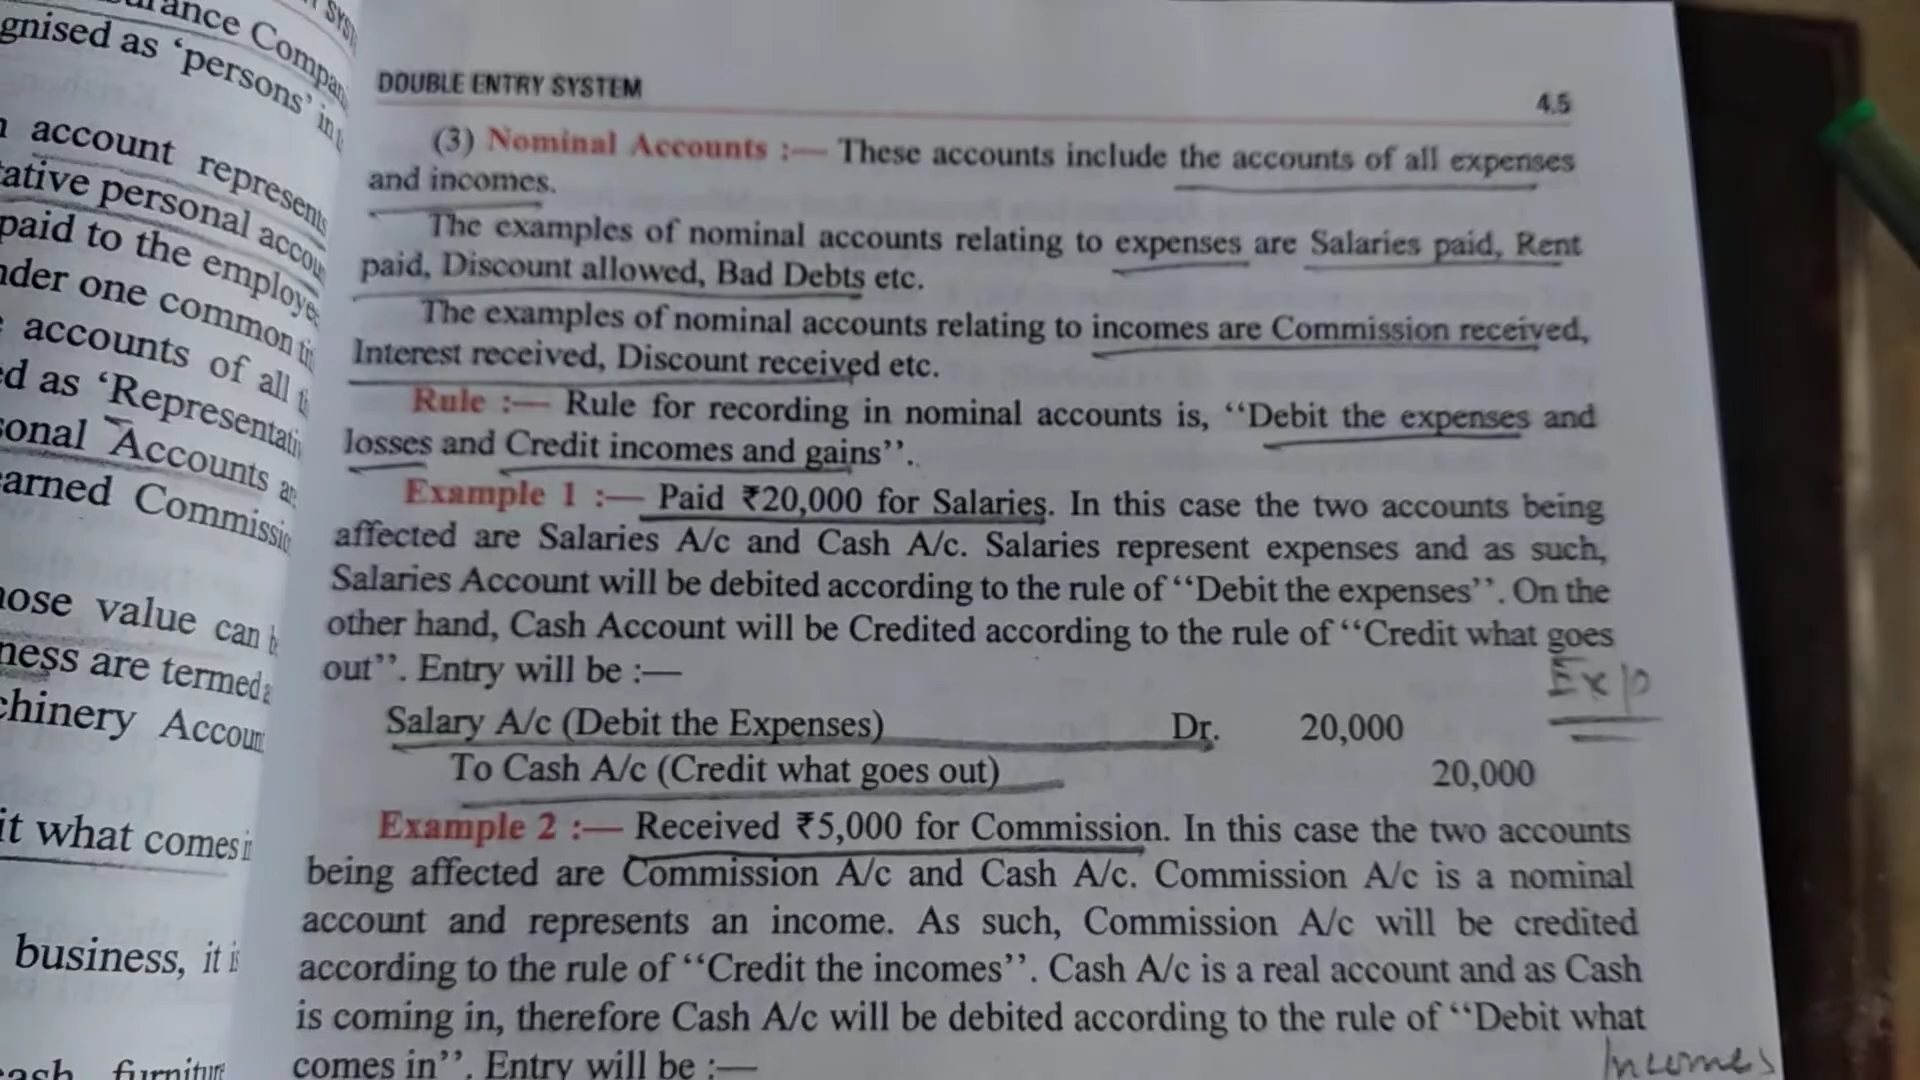 gnised as ‘persons’ in
account represents
ative personal
paid to the
nder one common
accounts of all
ed as
sonal Accounts
earned
ose value can
ness are termed
chinery
it what comes
business, it is
DOUBLE ENTRY SYSTEM 4.5
(3) Nominal Accounts :— These accounts include the accounts of all expenses
and incomes.
The examples of nominal accounts relating to expenses are Salaries paid, Rent
paid, Discount allowed, Bad Debts etc.
The examples of nominal accounts relating to incomes are Commission received,
Interest received, Discount received etc.
Rule :— Rule for recording in nominal accounts is, “Debit the expenses and
losses and Credit incomes and gains”.
Example 1 :— Paid ₹20,000 for Salaries. In this case the two accounts being
affected are Salaries A/c and Cash A/c. Salaries represent expenses and as such,
Salaries Account will be debited according to the rule of “Debit the expenses”. On the
other hand, Cash Account will be Credited according to the rule of “Credit what goes
out”. Entry will be :—
Exp
Salary A/c (Debit the Expenses) Dr. 20,000
To Cash A/c (Credit what goes out) 20,000
Example 2 :— Received ₹5,000 for Commission. In this case the two accounts
being affected are Commission A/c and Cash A/c. Commission A/c is a nominal
account and represents an income. As such, Commission A/c will be credited
according to the rule of “Credit the incomes”. Cash A/c is a real account and as Cash
is coming in, therefore Cash A/c will be debited according to the rule of “Debit what
comes in”. Entry will be :—
Incomes